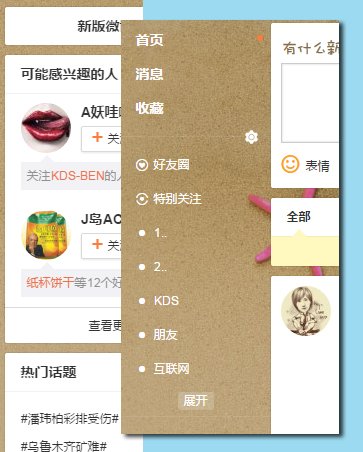 新版微
可能感兴趣的人
A妖哇
+ 关
关注KDS-BEN的人
J岛AC
+ 关
纸杯饼干等12个好
查看更
热门话题
#潘玮柏彩排受伤#
#乌鲁木齐矿难#
首页
消息
收藏
好友圈
特别关注
1..
2..
KDS
朋友
互联网
展开
有什么新
表情
全部